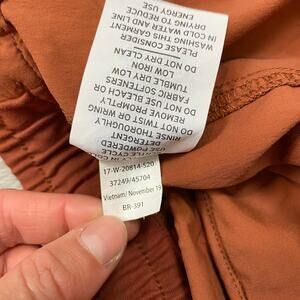 GENTLE CYCLE
DETERGENT
RINSE THOROUGHLY
DO NOT TWIST OR WRING
REMOVE PROMPTLY
DO NOT USE BLEACH OR
FABRIC SOFTENERS
TUMBLE DRY LOW
LOW IRON
DO NOT DRY CLEAN
PLEASE CONSIDER
WASHING THIS GARMENT
IN COLD WATER AND
DRYING TO REDUCE
ENERGY USE
17-W-20814-520
37249/45704
Vietnam/ November 19
BR-391